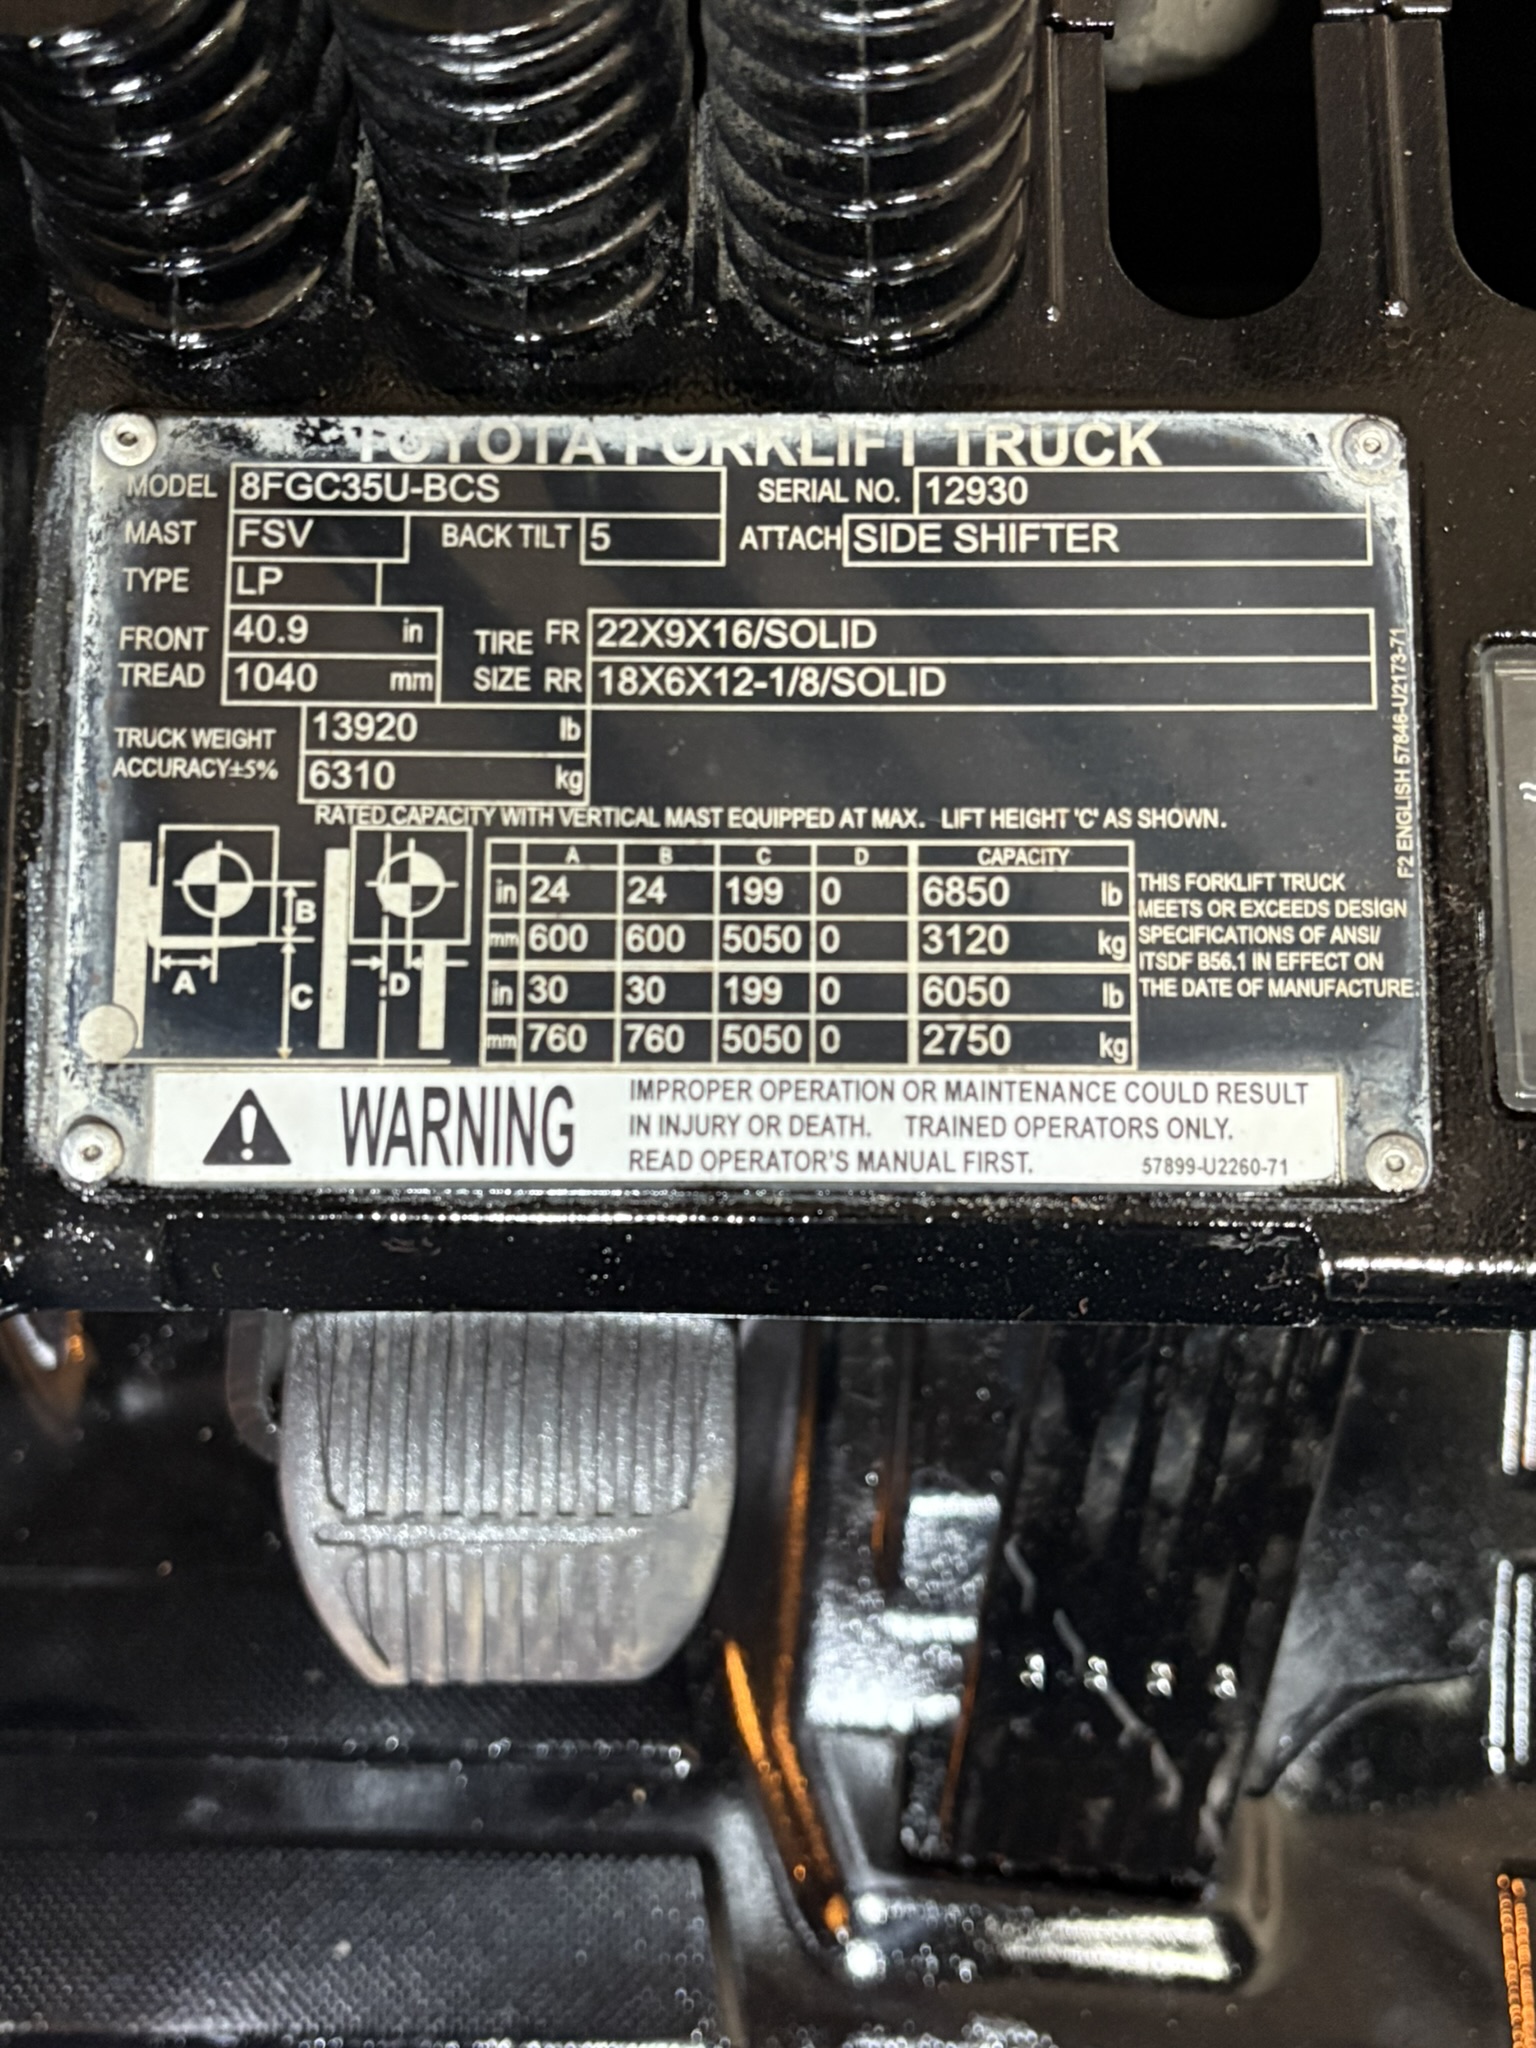 TOYOTA FORKLIFT TRUCK
MODEL 8FGC35U-BCS SERIAL NO. 12930
MAST FSV BACK TILT 5 ATTACH SIDE SHIFTER
TYPE LP
FRONT TREAD 40.9 in TIRE SIZE FR 22X9X16/SOLID
1040 mm RR 18X6X12-1/8/SOLID
TRUCK WEIGHT 13920 lb
ACCURACY±5% 6310 kg
RATED CAPACITY WITH VERTICAL MAST EQUIPPED AT MAX. LIFT HEIGHT 'C' AS SHOWN.
B
A
C
D
A B C D CAPACITY
in 24 24 199 0 6850 lb
mm 600 600 5050 0 3120 kg
in 30 30 199 0 6050 lb
mm 760 760 5050 0 2750 kg
THIS FORKLIFT TRUCK
MEETS OR EXCEEDS DESIGN
SPECIFICATIONS OF ANSI/
ITSDF B56.1 IN EFFECT ON
THE DATE OF MANUFACTURE.
F2 ENGLISH 57846-U2173-71
WARNING
IMPROPER OPERATION OR MAINTENANCE COULD RESULT
IN INJURY OR DEATH. TRAINED OPERATORS ONLY.
READ OPERATOR'S MANUAL FIRST. 57899-U2260-71